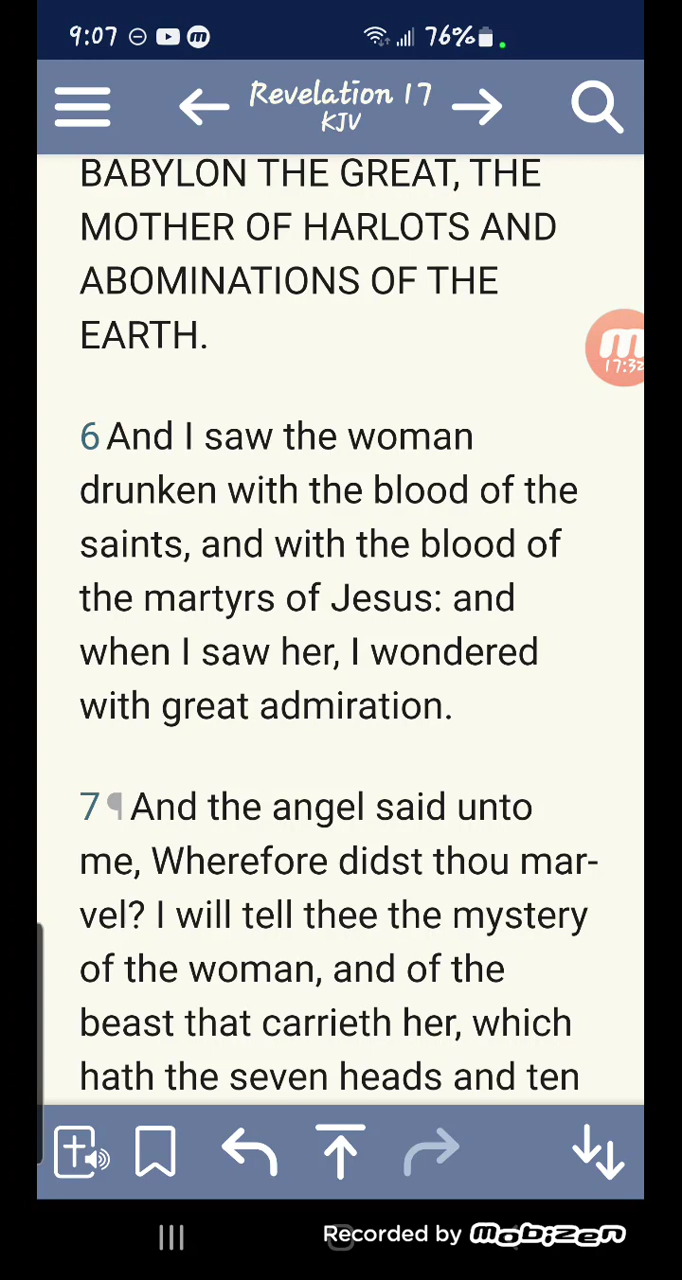 9:07 76%
Revelation 17
KJV
BABYLON THE GREAT, THE
MOTHER OF HARLOTS AND
ABOMINATIONS OF THE
EARTH.
17:32
6 And I saw the woman
drunken with the blood of the
saints, and with the blood of
the martyrs of Jesus: and
when I saw her, I wondered
with great admiration.
7 ¶ And the angel said unto
me, Wherefore didst thou mar-
vel? I will tell thee the mystery
of the woman, and of the
beast that carrieth her, which
hath the seven heads and ten
Recorded by mobizen